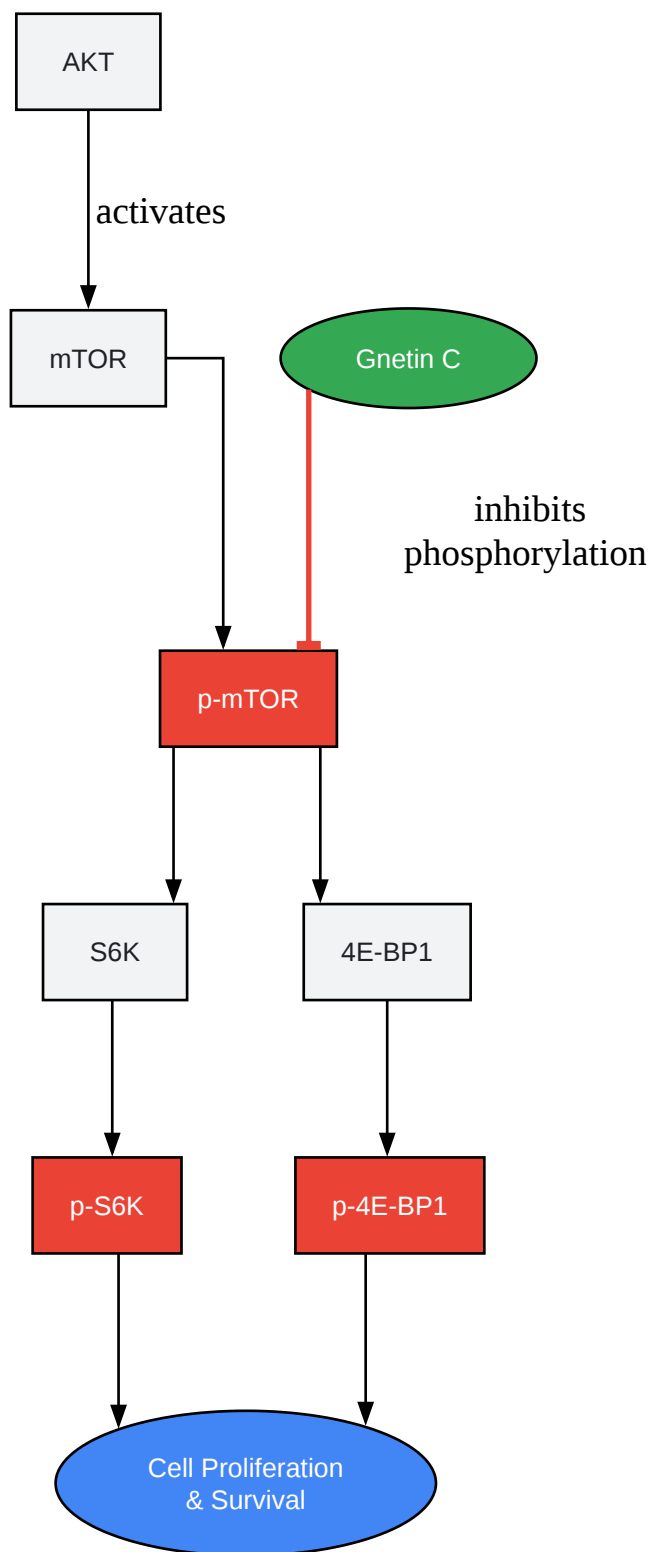 AKT
activates
mTOR
Gnetin C
inhibits
phosphorylation
p-mTOR
S6K
4E-BP1
p-S6K
p-4E-BP1
Cell Proliferation
& Survival